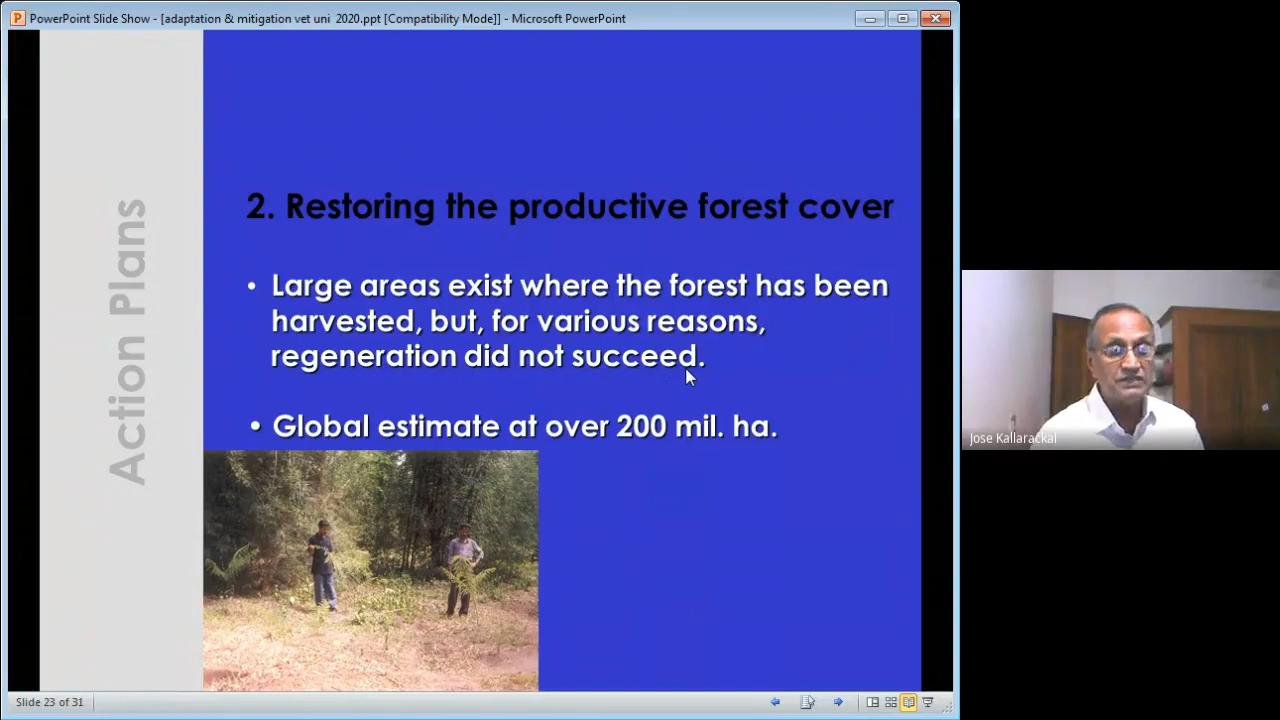 PowerPoint Slide Show - [adaptation & mitigation vet uni 2020.ppt [Compatibility Mode]] - Microsoft PowerPoint
Action Plans
2. Restoring the productive forest cover
• Large areas exist where the forest has been
harvested, but, for various reasons,
regeneration did not succeed.
• Global estimate at over 200 mil. ha.
Jose Kallarackal
Slide 23 of 31